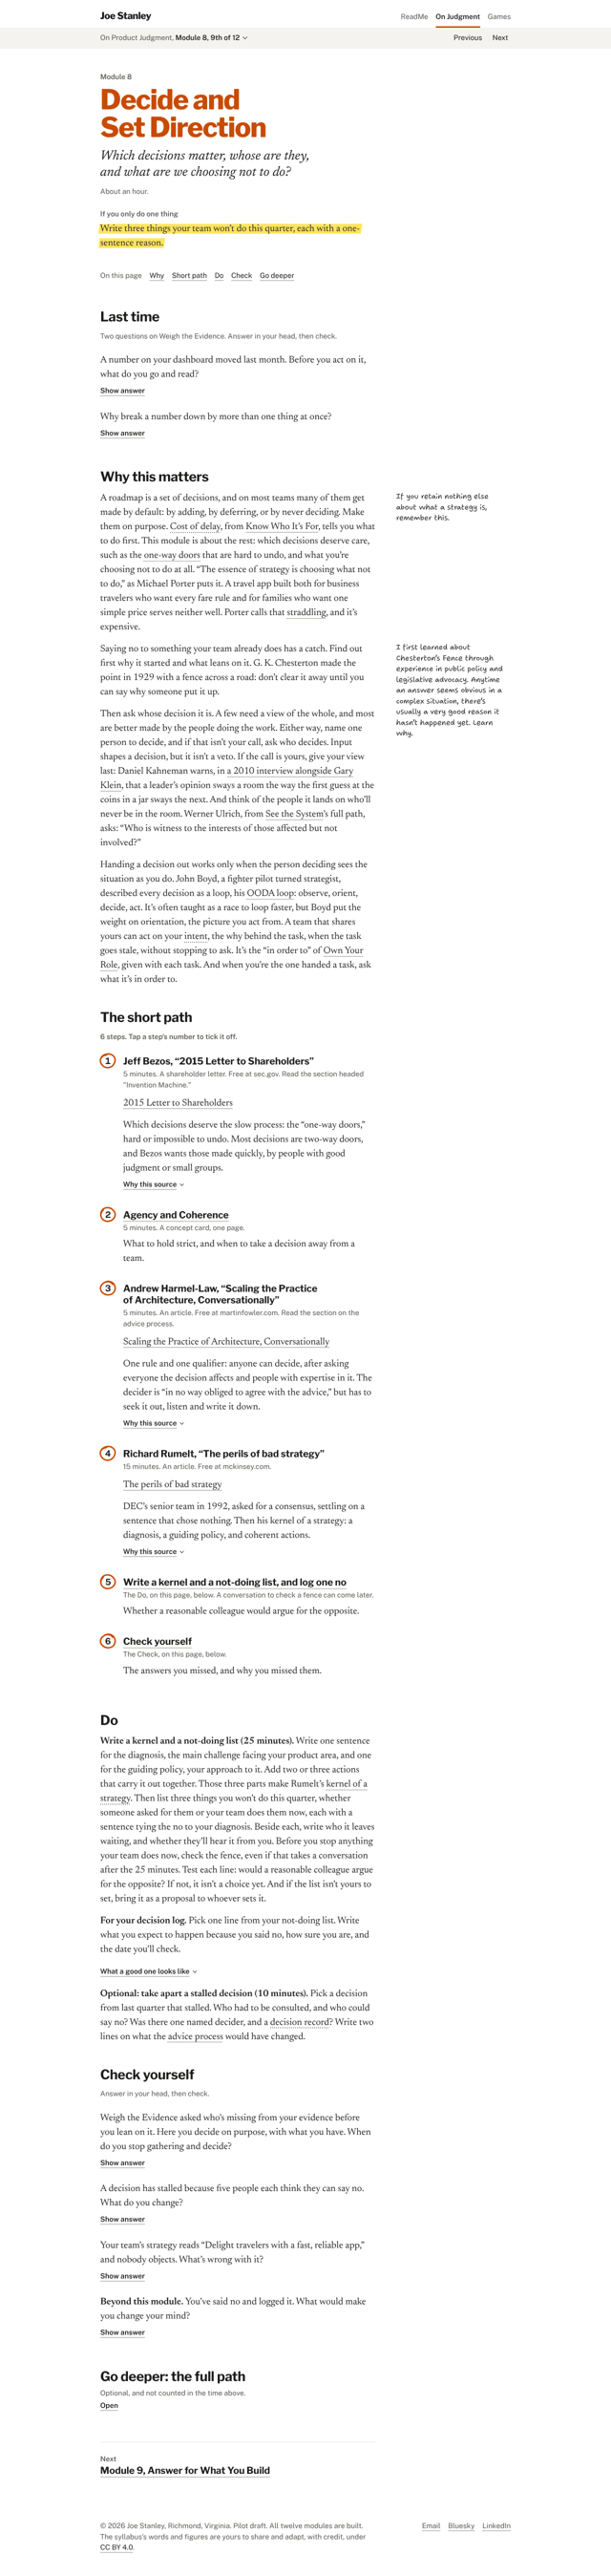 Joe Stanley
ReadMe On Judgment Games
On Product Judgment, Module 8, 9th of 12
Previous Next
Module 8
Decide and
Set Direction
Which decisions matter, whose are they,
and what are we choosing not to do?
About an hour.
If you only do one thing
Write three things your team won't do this quarter, each with a one-
sentence reason.
On this page Why Short path Do Check Go deeper
Last time
Two questions on Weigh the Evidence. Answer in your head, then check.
A number on your dashboard moved last month. Before you act on it,
what do you go and read?
Show answer
Why break a number down by more than one thing at once?
Show answer
Why this matters
A roadmap is a set of decisions, and on most teams many of them get
made by default: by adding, by deferring, or by never deciding. Make
them on purpose. Cost of delay, from Know Who It's For, tells you what
to do first. This module is about the rest: which decisions deserve care,
such as the one-way doors that are hard to undo, and what you're
choosing not to do at all. “The essence of strategy is choosing what not
to do,” as Michael Porter puts it. A travel app built both for business
travelers who want every fare rule and for families who want one
simple price serves neither well. Porter calls that straddling, and it's
expensive.
If you retain nothing else
about what a strategy is,
remember this.
Saying no to something your team already does has a catch. Find out
first why it started and what leans on it. G. K. Chesterton made the
point in 1929 with a fence across a road: don't clear it away until you
can say why someone put it up.
I first learned about
Chesterton's Fence through
experience in public policy and
legislative advocacy. Anytime
an answer seems obvious in a
complex situation, there's
usually a very good reason it
hasn't happened yet. Learn
why.
Then ask whose decision it is. A few need a view of the whole, and most
are better made by the people doing the work. Either way, name one
person to decide, and if that isn't your call, ask who decides. Input
shapes a decision, but it isn't a veto. If the call is yours, give your view
last: Daniel Kahneman warns, in a 2010 interview alongside Gary
Klein, that a leader's opinion sways a room the way the first guess at the
coins in a jar sways the next. And think of the people it lands on who'll
never be in the room. Werner Ulrich, from See the System's full path,
asks: “Who is witness to the interests of those affected but not
involved?”
Handing a decision out works only when the person deciding sees the
situation as you do. John Boyd, a fighter pilot turned strategist,
described every decision as a loop, his OODA loop: observe, orient,
decide, act. It's often taught as a race to loop faster, but Boyd put the
weight on orientation, the picture you act from. A team that shares
yours can act on your intent, the why behind the task, when the task
goes stale, without stopping to ask. It's the “in order to” of Own Your
Role, given with each task. And when you're the one handed a task, ask
what it's in order to.
The short path
6 steps. Tap a step's number to tick it off.
1 Jeff Bezos, “2015 Letter to Shareholders”
5 minutes. A shareholder letter. Free at sec.gov. Read the section headed
"Invention Machine."
2015 Letter to Shareholders
Which decisions deserve the slow process: the “one-way doors,”
hard or impossible to undo. Most decisions are two-way doors,
and Bezos wants those made quickly, by people with good
judgment or small groups.
Why this source
2 Agency and Coherence
5 minutes. A concept card, one page.
What to hold strict, and when to take a decision away from a
team.
3 Andrew Harmel-Law, “Scaling the Practice
of Architecture, Conversationally”
5 minutes. An article. Free at martinfowler.com. Read the section on the
advice process.
Scaling the Practice of Architecture, Conversationally
One rule and one qualifier: anyone can decide, after asking
everyone the decision affects and people with expertise in it. The
decider is “in no way obliged to agree with the advice,” but has to
seek it out, listen and write it down.
Why this source
4 Richard Rumelt, “The perils of bad strategy”
15 minutes. An article. Free at mckinsey.com.
The perils of bad strategy
DEC's senior team in 1992, asked for a consensus, settling on a
sentence that chose nothing. Then his kernel of a strategy: a
diagnosis, a guiding policy, and coherent actions.
Why this source
5 Write a kernel and a not-doing list, and log one no
The Do, on this page, below. A conversation to check a fence can come later.
Whether a reasonable colleague would argue for the opposite.
6 Check yourself
The Check, on this page, below.
The answers you missed, and why you missed them.
Do
Write a kernel and a not-doing list (25 minutes). Write one sentence
for the diagnosis, the main challenge facing your product area, and one
for the guiding policy, your approach to it. Add two or three actions
that carry it out together. Those three parts make Rumelt's kernel of a
strategy. Then list three things you won't do this quarter, whether
someone asked for them or your team does them now, each with a
sentence tying the no to your diagnosis. Beside each, write who it leaves
waiting, and whether they'll hear it from you. Before you stop anything
your team does now, check the fence, even if that takes a conversation
after the 25 minutes. Test each line: would a reasonable colleague argue
for the opposite? If not, it isn't a choice yet. And if the list isn't yours to
set, bring it as a proposal to whoever sets it.
For your decision log. Pick one line from your not-doing list. Write
what you expect to happen because you said no, how sure you are, and
the date you'll check.
What a good one looks like
Optional: take apart a stalled decision (10 minutes). Pick a decision
from last quarter that stalled. Who had to be consulted, and who could
say no? Was there one named decider, and a decision record? Write two
lines on what the advice process would have changed.
Check yourself
Answer in your head, then check.
Weigh the Evidence asked who's missing from your evidence before
you lean on it. Here you decide on purpose, with what you have. When
do you stop gathering and decide?
Show answer
A decision has stalled because five people each think they can say no.
What do you change?
Show answer
Your team's strategy reads “Delight travelers with a fast, reliable app,”
and nobody objects. What's wrong with it?
Show answer
Beyond this module. You've said no and logged it. What would make
you change your mind?
Show answer
Go deeper: the full path
Optional, and not counted in the time above.
Open
Next
Module 9, Answer for What You Build
© 2026 Joe Stanley, Richmond, Virginia. Pilot draft. All twelve modules are built.
The syllabus's words and figures are yours to share and adapt, with credit, under
CC BY 4.0.
Email Bluesky LinkedIn